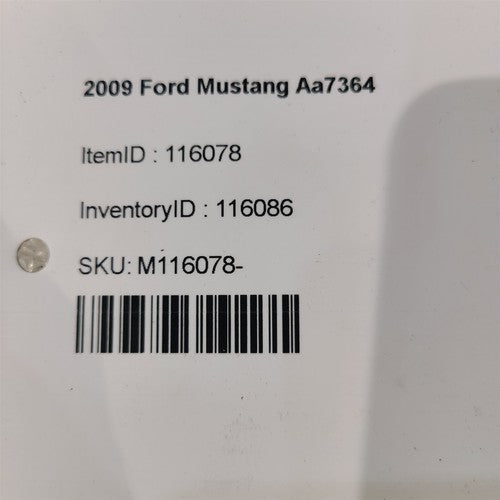 2009 Ford Mustang Aa7364
ItemID : 116078
InventoryID : 116086
SKU: M116078-